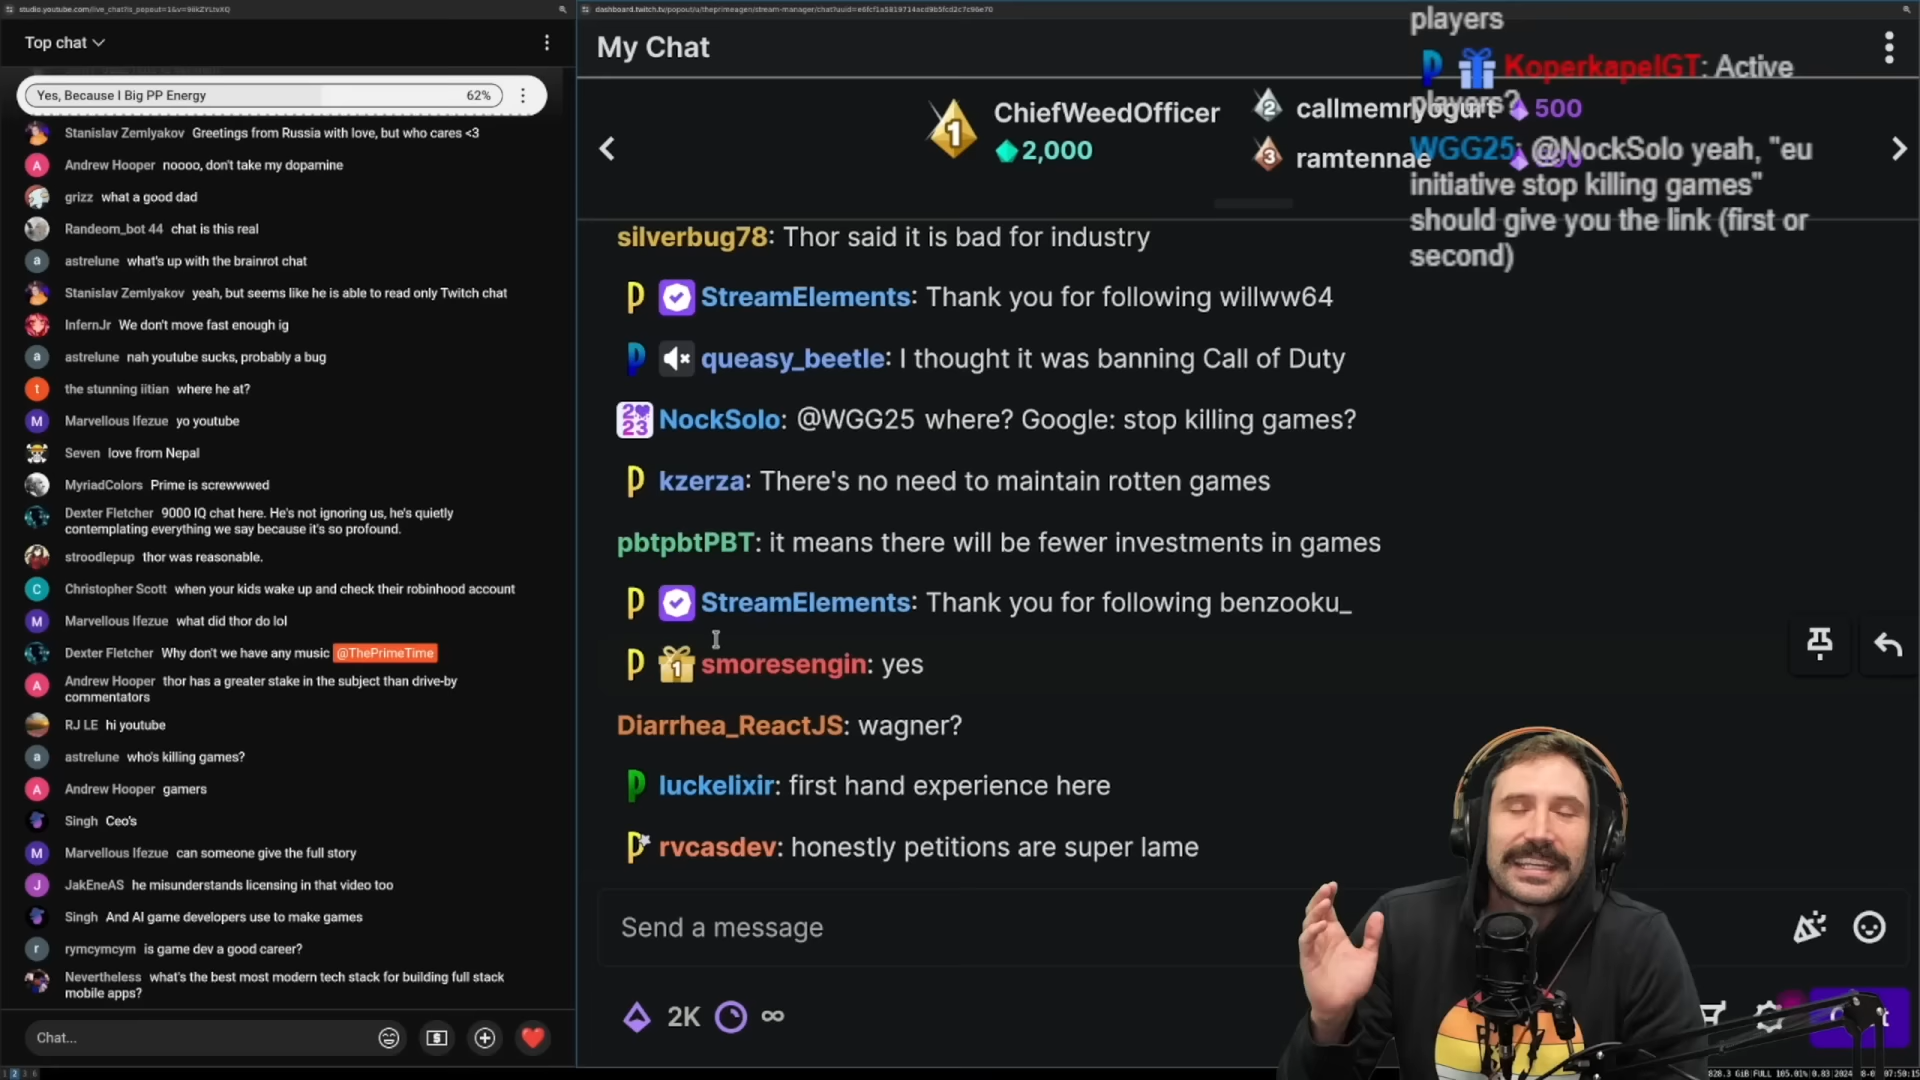 studio.youtube.com/live_chat?is_popout=1&v=
Top chat
Yes, Because I Big PP Energy
62%
Stanislav Zemlyakov Greetings from Russia with love, but who cares <3
Andrew Hooper noooo, don't take my dopamine
grizz what a good dad
Randeom_bot 44 chat is this real
astrelune what's up with the brainrot chat
Stanislav Zemlyakov yeah, but seems like he is able to read only Twitch chat
InfernJr We don't move fast enough ig
astrelune nah youtube sucks, probably a bug
the stunning iitian where he at?
Marvellous Ifezue yo youtube
Seven love from Nepal
MyriadColors Prime is screwwwed
Dexter Fletcher 9000 IQ chat here. He's not ignoring us, he's quietly
contemplating everything we say because it's so profound.
stroodlepup thor was reasonable.
Christopher Scott when your kids wake up and check their robinhood account
Marvellous Ifezue what did thor do lol
Dexter Fletcher Why don't we have any music @ThePrimeTime
Andrew Hooper thor has a greater stake in the subject than drive-by
commentators
RJ LE hi youtube
astrelune who's killing games?
Andrew Hooper gamers
Singh Ceo's
Marvellous Ifezue can someone give the full story
JakEneAS he misunderstands licensing in that video too
Singh And AI game developers use to make games
rymcymcym is game dev a good career?
Nevertheless what's the best most modern tech stack for building full stack
mobile apps?
Chat...
My Chat
1
ChiefWeedOfficer
2,000
2
callmemryogurt
500
3
ramtennae
players
KoperkapelGT: Active
players?
WGG25: @NockSolo yeah, "eu
initiative stop killing games"
should give you the link (first or
second)
silverbug78: Thor said it is bad for industry
StreamElements: Thank you for following willww64
queasy_beetle: I thought it was banning Call of Duty
NockSolo: @WGG25 where? Google: stop killing games?
kzerza: There's no need to maintain rotten games
pbtpbtPBT: it means there will be fewer investments in games
StreamElements: Thank you for following benzooku_
smoresengin: yes
Diarrhea_ReactJS: wagner?
luckelixir: first hand experience here
rvcasdev: honestly petitions are super lame
Send a message
2K
∞